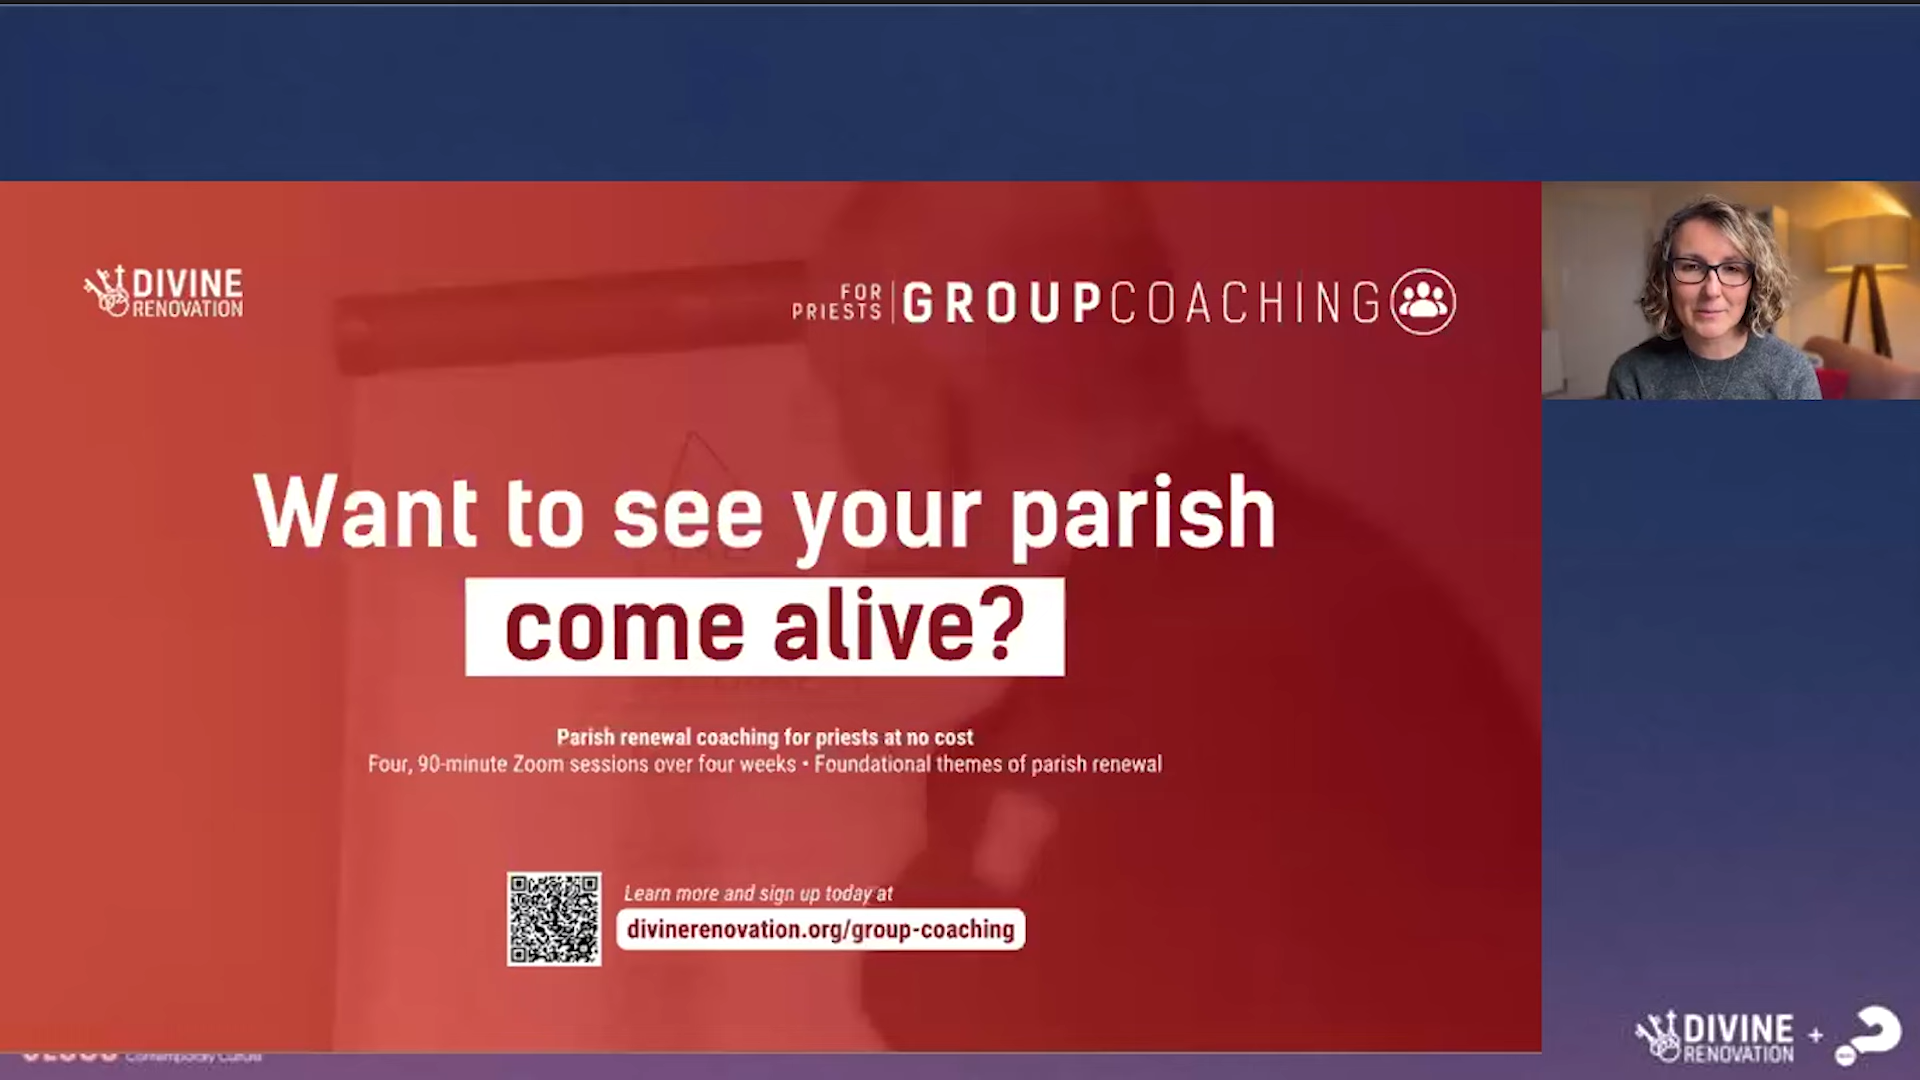 DIVINE
RENOVATION
FOR
PRIESTS
GROUPCOACHING
Want to see your parish
come alive?
Parish renewal coaching for priests at no cost
Four, 90-minute Zoom sessions over four weeks • Foundational themes of parish renewal
Learn more and sign up today at
divinerenovation.org/group-coaching
Contemporary Culture
DIVINE
RENOVATION
+